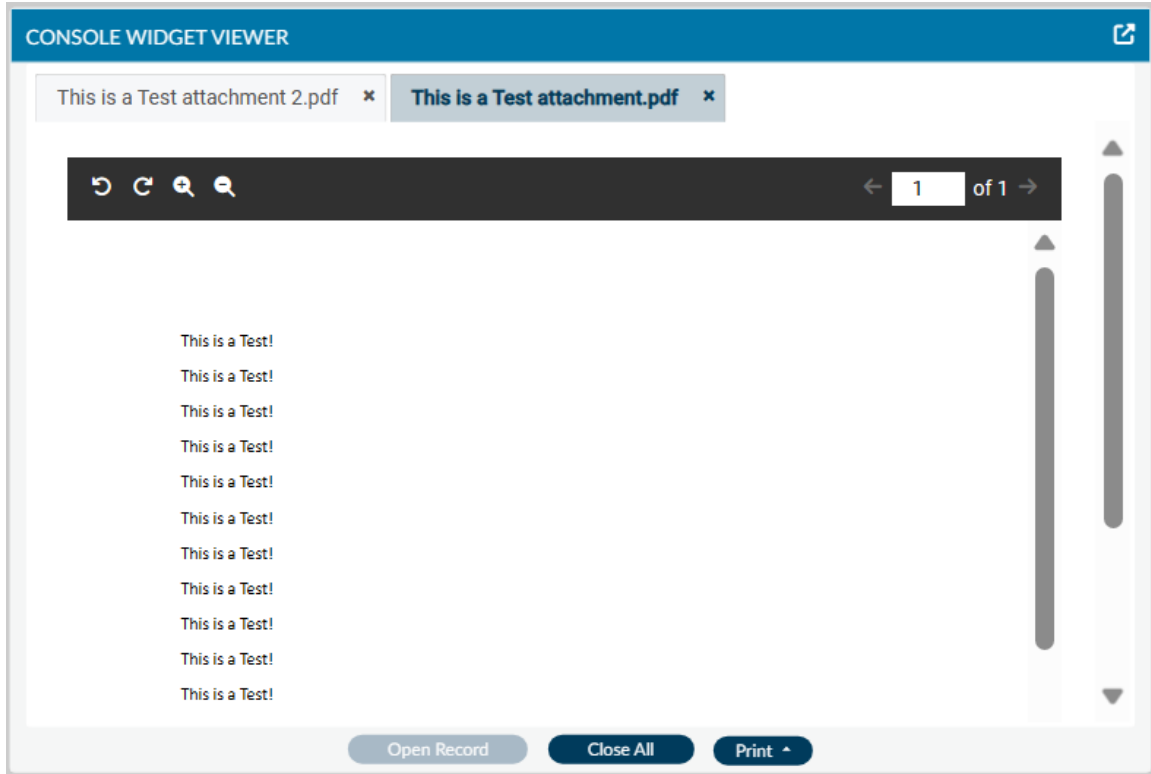 CONSOLE WIDGET VIEWER
This is a Test attachment 2.pdf × This is a Test attachment.pdf ×
1 of 1
This is a Test!
This is a Test!
This is a Test!
This is a Test!
This is a Test!
This is a Test!
This is a Test!
This is a Test!
This is a Test!
This is a Test!
This is a Test!
Open Record Close All Print